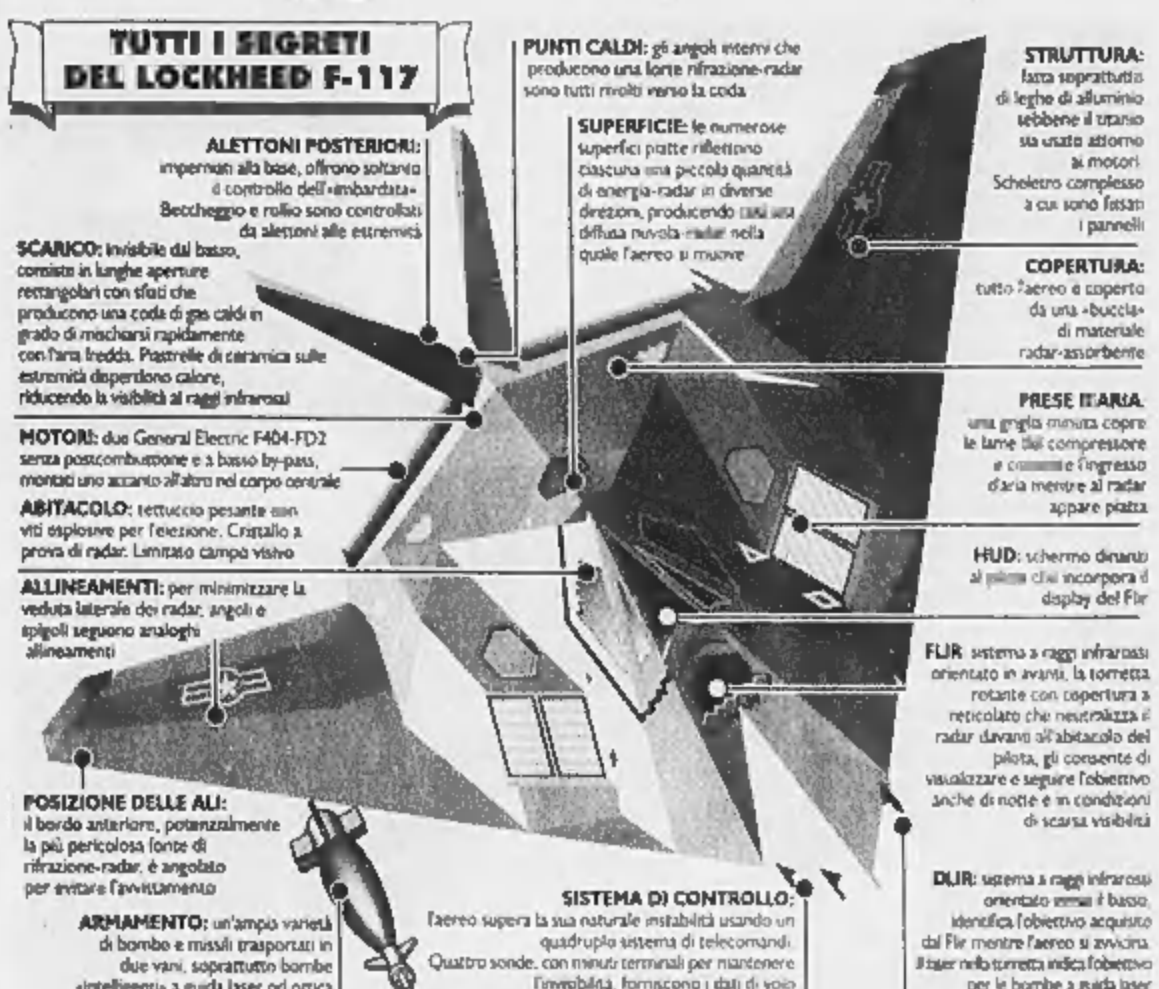 TUTTI I SEGRETI
DEL LOCKHEED F-117
PUNTI CALDI: gli angoli interni che
producono una forte rifrazione-radar
sono tutti rivolti verso la coda
STRUTTURA:
fatta soprattutto
di leghe di alluminio
sebbene il titanio
sia usato attorno
ai motori.
Scheletro complesso
a cui sono fissati
i pannelli
ALETTONI POSTERIORI:
imperniati alla base, offrono soltanto
il controllo dell'«imbardata»
Beccheggio e rollio sono controllati
da alettoni alle estremità
SUPERFICIE: le numerose
superfici piatte riflettono
ciascuna una piccola quantità
di energia-radar in diverse
direzioni, producendo così una
diffusa nuvola-radar nella
quale l'aereo si muove
SCARICO: invisibile dal basso,
consiste in lunghe aperture
rettangolari con sfiati che
producono una coda di gas caldi in
grado di mischiarsi rapidamente
con l'aria fredda. Piastrelle di ceramica sulle
estremità disperdono calore,
riducendo la visibilità ai raggi infrarossi
COPERTURA:
tutto l'aereo è coperto
da una «buccia»
di materiale
radar-assorbente
PRESE D'ARIA:
una griglia minuta copre
le lame del compressore
e consente l'ingresso
d'aria mentre al radar
appare piatta
MOTORI: due General Electric F404-FD2
senza postcombustione e a basso by-pass,
montati uno accanto all'altro nel corpo centrale
ABITACOLO: tettuccio pesante con
viti esplosive per l'eiezione. Cristallo a
prova di radar. Limitato campo visivo
HUD: schermo dinanzi
al pilota che incorpora il
display del Flir
ALLINEAMENTI: per minimizzare la
veduta laterale dei radar, angoli e
spigoli seguono analoghi
allineamenti
FLIR: sistema a raggi infrarossi
orientato in avanti, la torretta
rotante con copertura a
reticolato che neutralizza il
radar davanti all'abitacolo del
pilota, gli consente di
visualizzare e seguire l'obiettivo
anche di notte e in condizioni
di scarsa visibilità
POSIZIONE DELLE ALI:
il bordo anteriore, potenzialmente
la più pericolosa fonte di
rifrazione-radar, è angolato
per evitare l'avvistamento
ARMAMENTO: un'ampia varietà
di bombe e missili trasportati in
due vani, soprattutto bombe
«intelligenti» a guida laser od ottica
SISTEMA DI CONTROLLO:
l'aereo supera la sua naturale instabilità usando un
quadruplo sistema di telecomandi.
Quattro sonde, con minuti terminali per mantenere
l'invisibilità, forniscono i dati di volo
DLIR: sistema a raggi infrarossi
orientato verso il basso,
identifica l'obiettivo acquisito
dal Flir mentre l'aereo si avvicina.
Il laser nella torretta indica l'obiettivo
per le bombe a guida laser